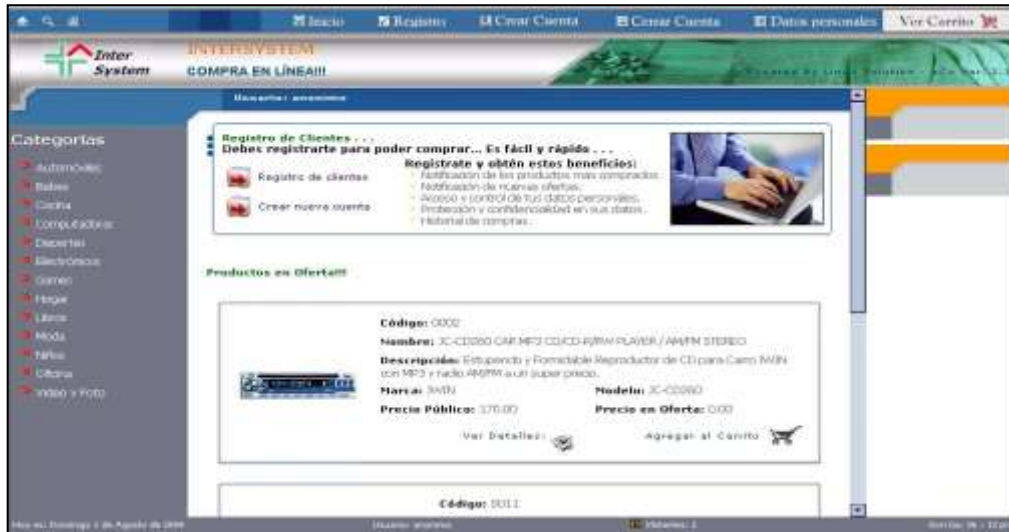 Inicio
Registro
Crear Cuenta
Cerrar Cuenta
Datos personales
Ver Carrito
Inter
System
INTERSYSTEM
COMPRA EN LÍNEA!!!
Usuario: anonimo
Categorías
Automóviles
Bebes
Cocina
Computadoras
Deportes
Electrónicos
Games
Hogar
Libros
Moda
Niños
Oficina
Video y Foto
Registro de Clientes . . .
Debes registrarte para poder comprar... Es fácil y rápido . . .
Registro de clientes
Crear nueva cuenta
Registrate y obtén estos beneficios:
Notificación de los productos mas comprados.
Notificación de nuevas ofertas.
Acceso y control de tus datos personales.
Protección y confidencialidad en sus datos.
Historial de compras.
Productos en Oferta!!!
Código: 0002
Nombre: JC-CD260 CAR MP3 CD/CD-R/RW PLAYER / AM/FM STEREO
Descripción: Estupendo y Formidable Reproductor de CD para Carro JWIN
con MP3 y radio AM/FM a un super precio.
Marca: JWIN
Modelo: JC-CD260
Precio Público: 170.00
Precio en Oferta: 0.00
Ver Detalles:
Agregar al Carrito
Código: 0011
Usuario: anonimo